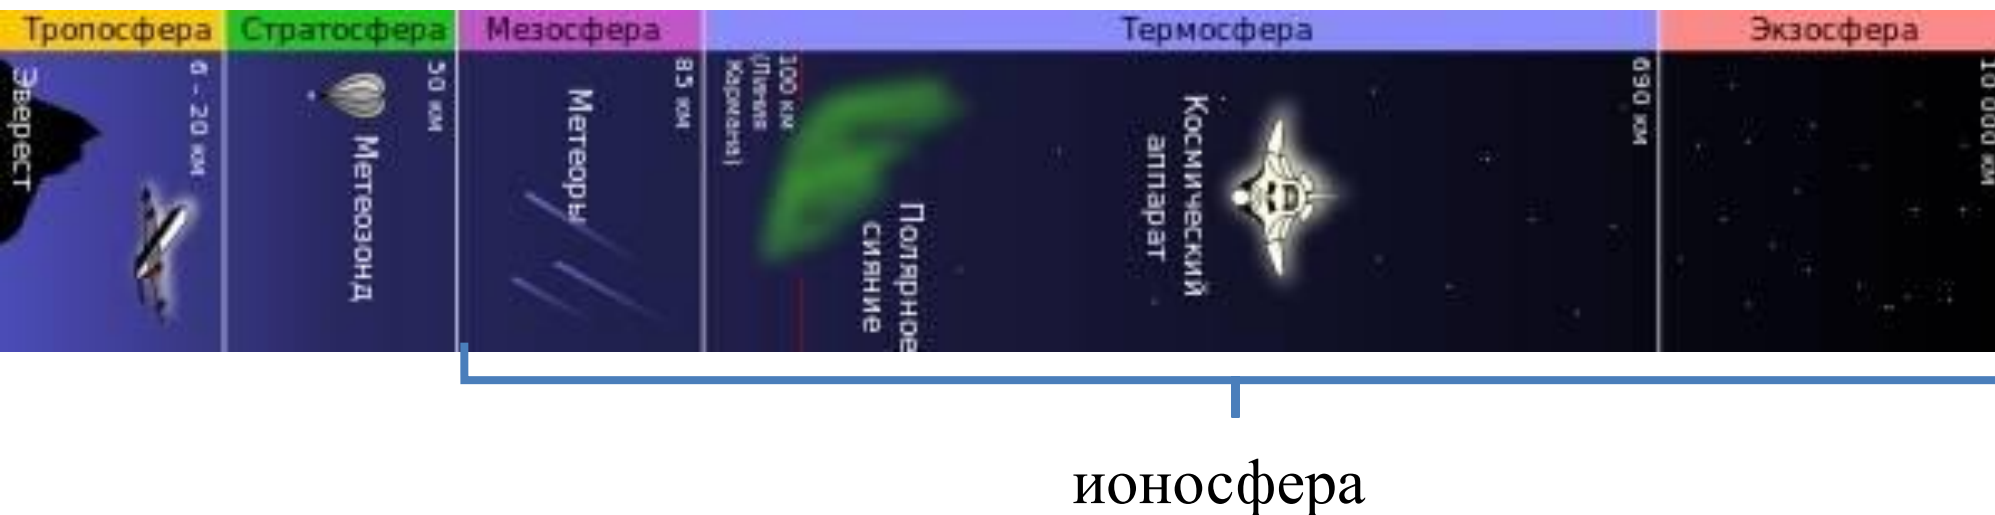 Тропосфера
Стратосфера
Мезосфера
Термосфера
Экзосфера
Эверест
6 - 20 км
Метеозонд
50 км
Метеоры
85 км
100 км
(Линия
Кармана)
Полярное
сияние
Космический
аппарат
690 км
10 000 км
ионосфера